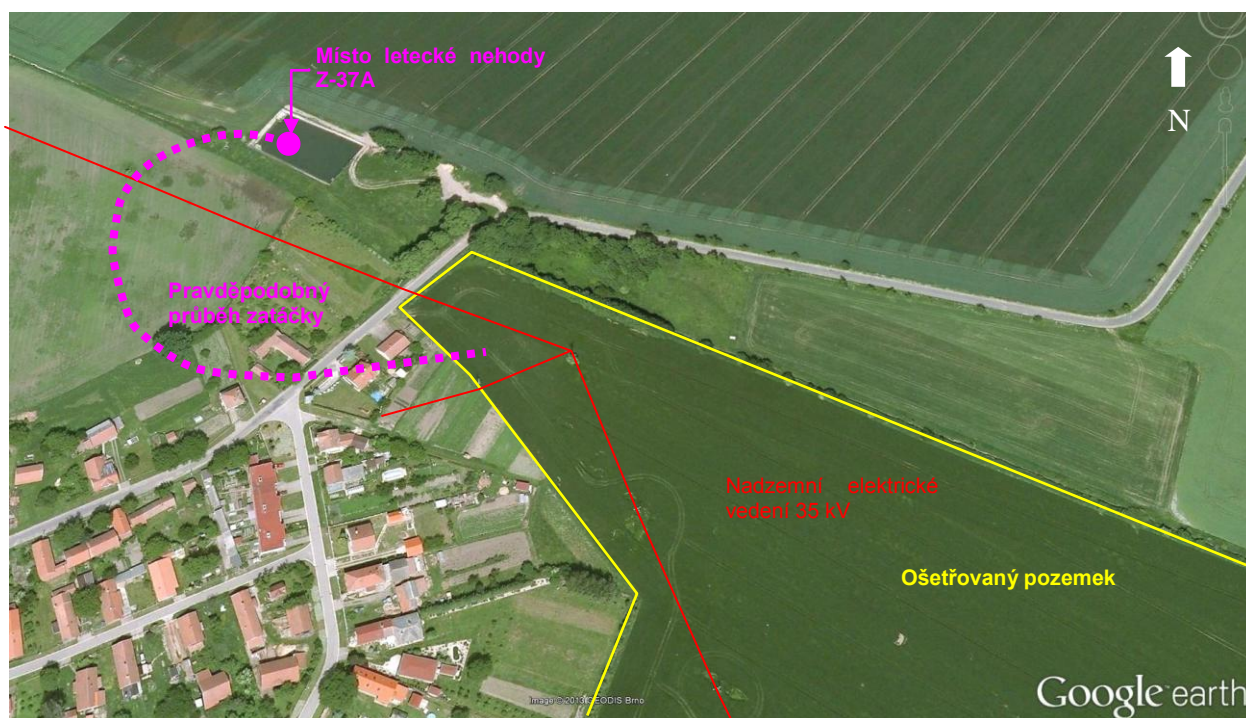 Místo letecké nehody
Z-37A
N
Pravděpodobný
průběh zatáčky
Nadzemní elektrické
vedení 35 kV
Ošetřovaný pozemek
Image © 2013 GEODIS Brno
Google earth